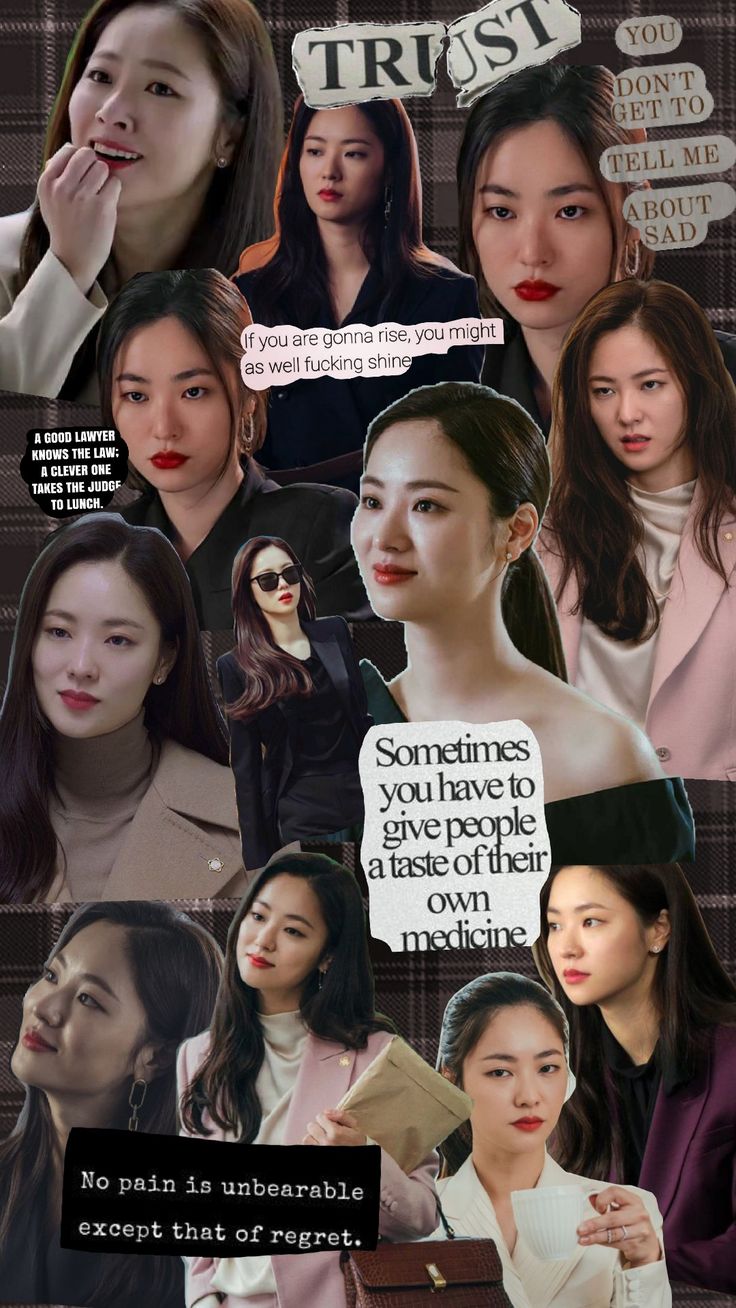 TRUST
YOU
DON'T
GET TO
TELL ME
ABOUT
SAD
If you are gonna rise, you might
as well fucking shine
A GOOD LAWYER
KNOWS THE LAW;
A CLEVER ONE
TAKES THE JUDGE
TO LUNCH.
Sometimes
you have to
give people
a taste of their
own
medicine
No pain is unbearable
except that of regret.